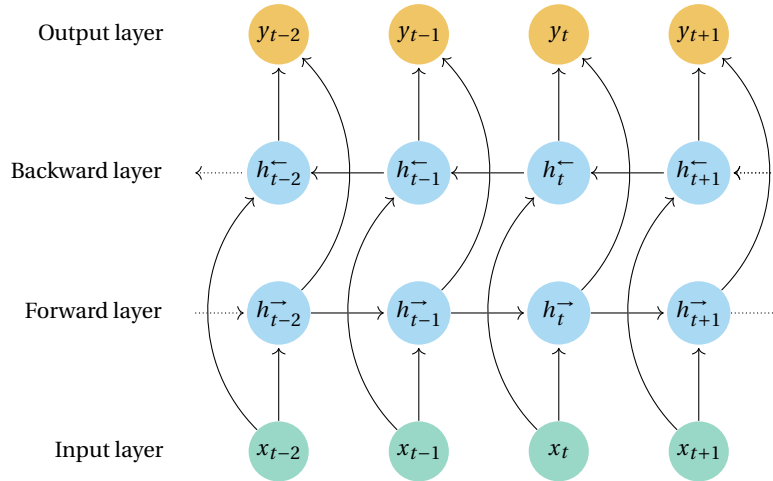 Output layer y_{t−2} y_{t−1} y_t y_{t+1}
Backward layer h^←_{t−2} h^←_{t−1} h^←_t h^←_{t+1}
Forward layer h^→_{t−2} h^→_{t−1} h^→_t h^→_{t+1}
Input layer x_{t−2} x_{t−1} x_t x_{t+1}